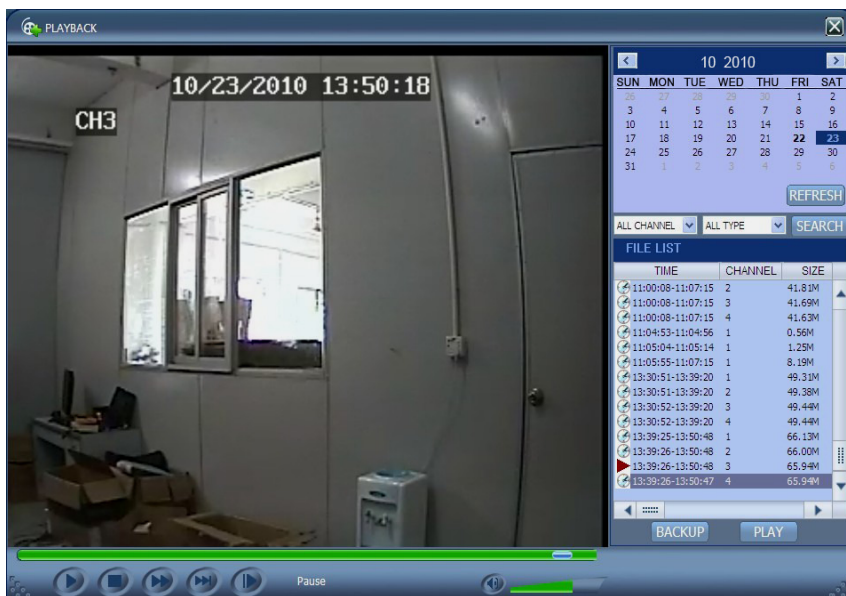 PLAYBACK
10/23/2010 13:50:18
CH3
10 2010
SUN MON TUE WED THU FRI SAT
26 27 28 29 30 1 2
3 4 5 6 7 8 9
10 11 12 13 14 15 16
17 18 19 20 21 22 23
24 25 26 27 28 29 30
31 1 2 3 4 5 6
REFRESH
ALL CHANNEL ALL TYPE SEARCH
FILE LIST
TIME CHANNEL SIZE
11:00:08-11:07:15 2 41.81M
11:00:08-11:07:15 3 41.69M
11:00:08-11:07:15 4 41.63M
11:04:53-11:04:56 1 0.56M
11:05:04-11:05:14 1 1.25M
11:05:55-11:07:15 1 8.19M
13:30:51-13:39:20 1 49.31M
13:30:51-13:39:20 2 49.38M
13:30:52-13:39:20 3 49.44M
13:30:52-13:39:20 4 49.44M
13:39:25-13:50:48 1 66.13M
13:39:26-13:50:48 2 66.00M
13:39:26-13:50:48 3 65.94M
13:39:26-13:50:47 4 65.94M
BACKUP PLAY
Pause